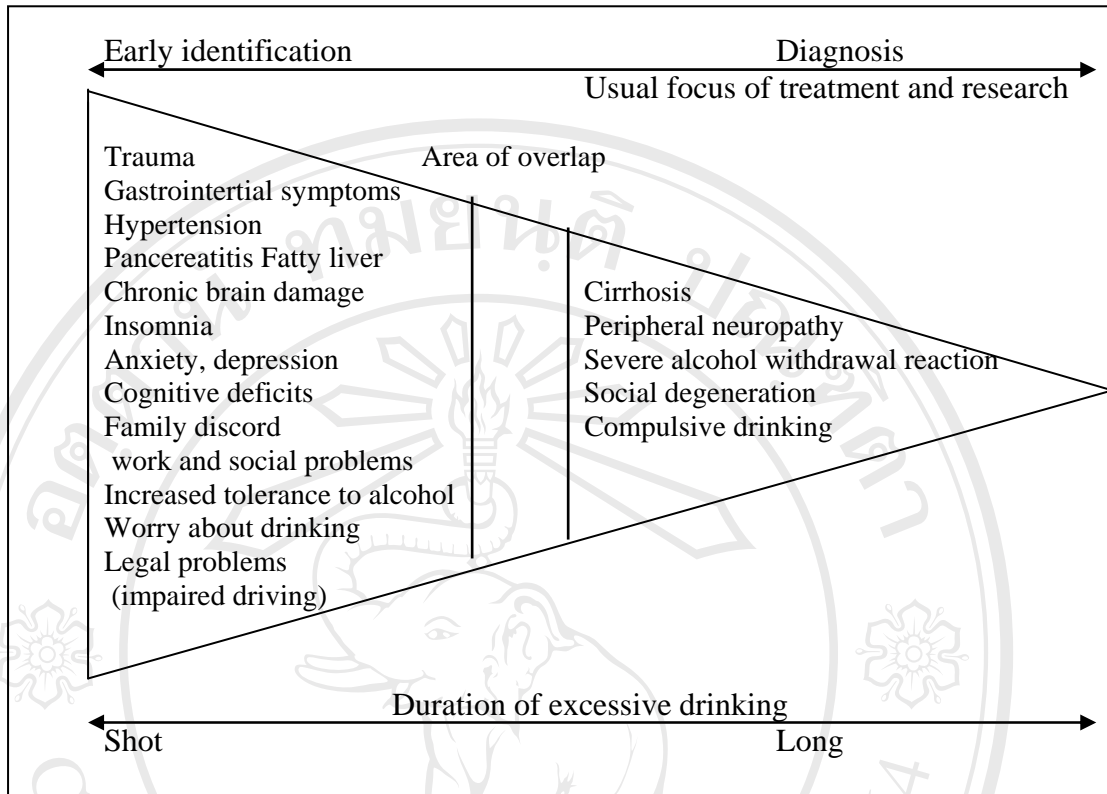 Early identification Diagnosis
Usual focus of treatment and research
Trauma Area of overlap
Gastrointertial symptoms
Hypertension
Pancereatitis Fatty liver
Chronic brain damage Cirrhosis
Insomnia Peripheral neuropathy
Anxiety, depression Severe alcohol withdrawal reaction
Cognitive deficits Social degeneration
Family discord Compulsive drinking
work and social problems
Increased tolerance to alcohol
Worry about drinking
Legal problems
(impaired driving)
Duration of excessive drinking
Shot Long